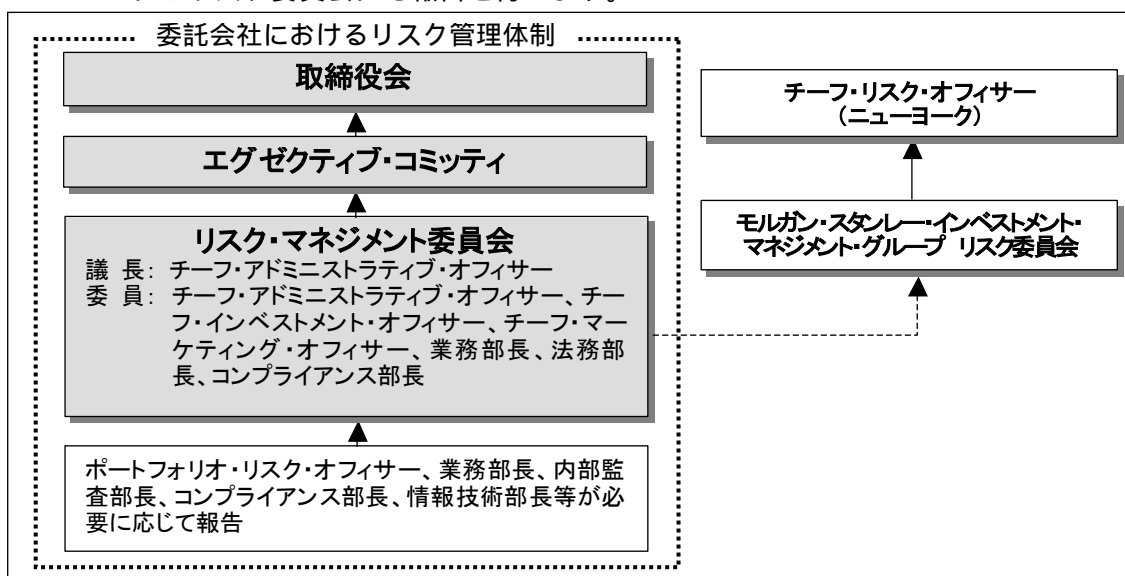 委託会社におけるリスク管理体制
取締役会
エグゼクティブ・コミッティ
リスク・マネジメント委員会
議 長： チーフ・アドミニストラティブ・オフィサー
委 員： チーフ・アドミニストラティブ・オフィサー、チー
フ・インベストメント・オフィサー、チーフ・マー
ケティング・オフィサー、業務部長、法務部
長、コンプライアンス部長
ポートフォリオ・リスク・オフィサー、業務部長、内部監
査部長、コンプライアンス部長、情報技術部長等が必
要に応じて報告
チーフ・リスク・オフィサー
（ニューヨーク）
モルガン・スタンレー・インベストメント・
マネジメント・グループ リスク委員会